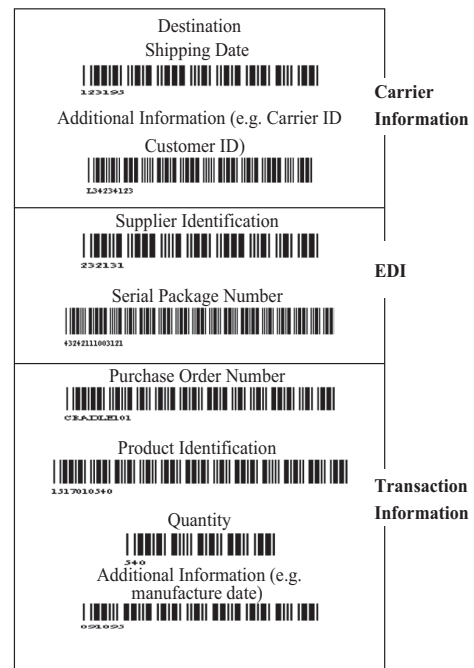 Destination
Shipping Date
123195
Carrier
Additional Information (e.g. Carrier ID
Information
Customer ID)
L34234123
Supplier Identification
232131
EDI
Serial Package Number
43242111003121
Purchase Order Number
CRADLE101
Product Identification
1317010340
Transaction
Information
Quantity
340
Additional Information (e.g.
manufacture date)
091093